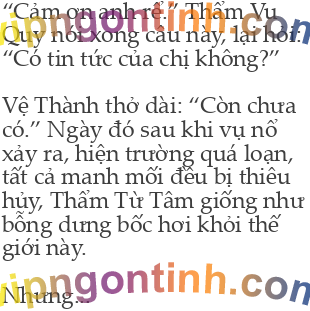 “Cảm ơn anh rể.” Thẩm Vu
Quy nói xong câu này, lại hỏi:
“Có tin tức của chị không?”
Vệ Thành thở dài: “Còn chưa
có.” Ngày đó sau khi vụ nổ
xảy ra, hiện trường quá loạn,
tất cả manh mối đều bị thiêu
hủy, Thẩm Từ Tâm giống như
bỗng dưng bốc hơi khỏi thế
giới này.
vipngontinh.com
Nhưng...